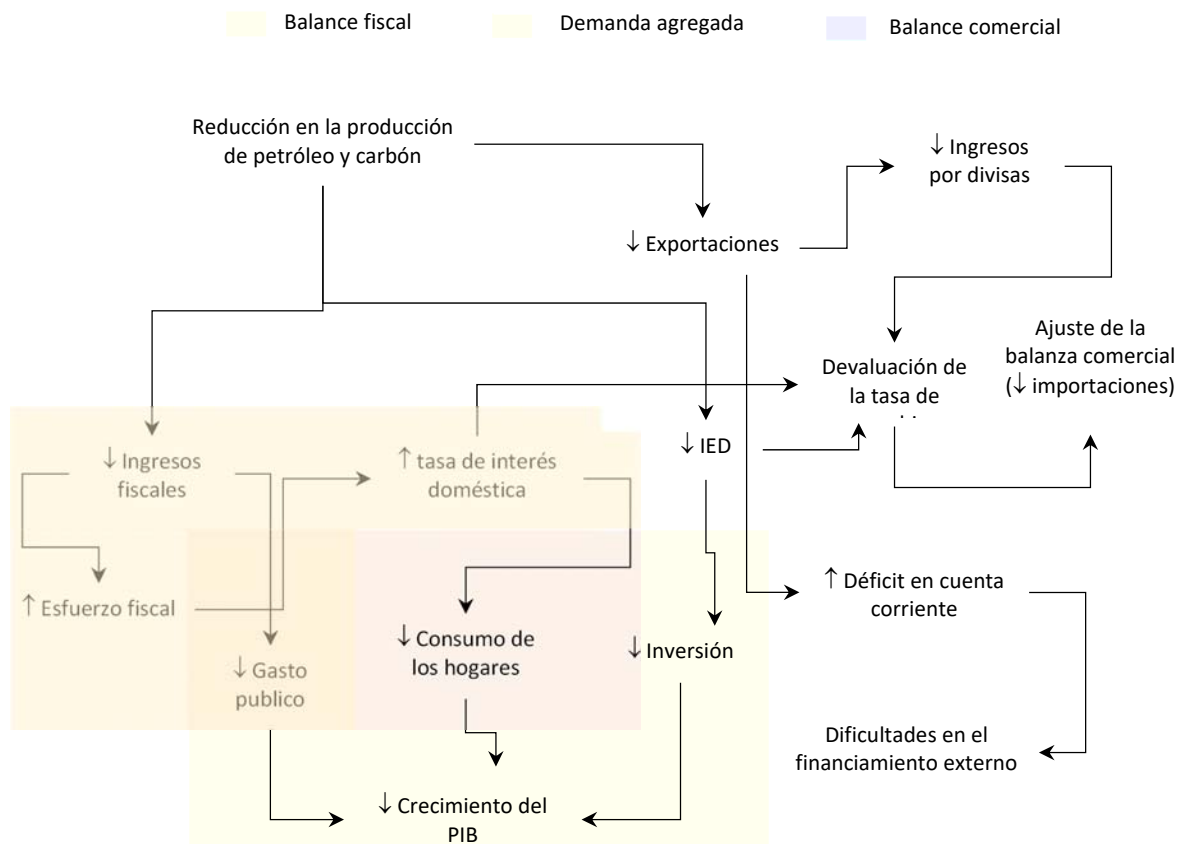 Balance fiscal
Demanda agregada
Balance comercial
Reducción en la producción
de petróleo y carbón
↓ Ingresos
por divisas
↓ Exportaciones
Ajuste de la
balanza comercial
(↓ importaciones)
Devaluación de
la tasa de
↓ Ingresos
fiscales
↑ tasa de interés
doméstica
↓ IED
↑ Esfuerzo fiscal
↑ Déficit en cuenta
corriente
↓ Consumo de
los hogares
↓ Inversión
↓ Gasto
publico
Dificultades en el
financiamiento externo
↓ Crecimiento del
PIB